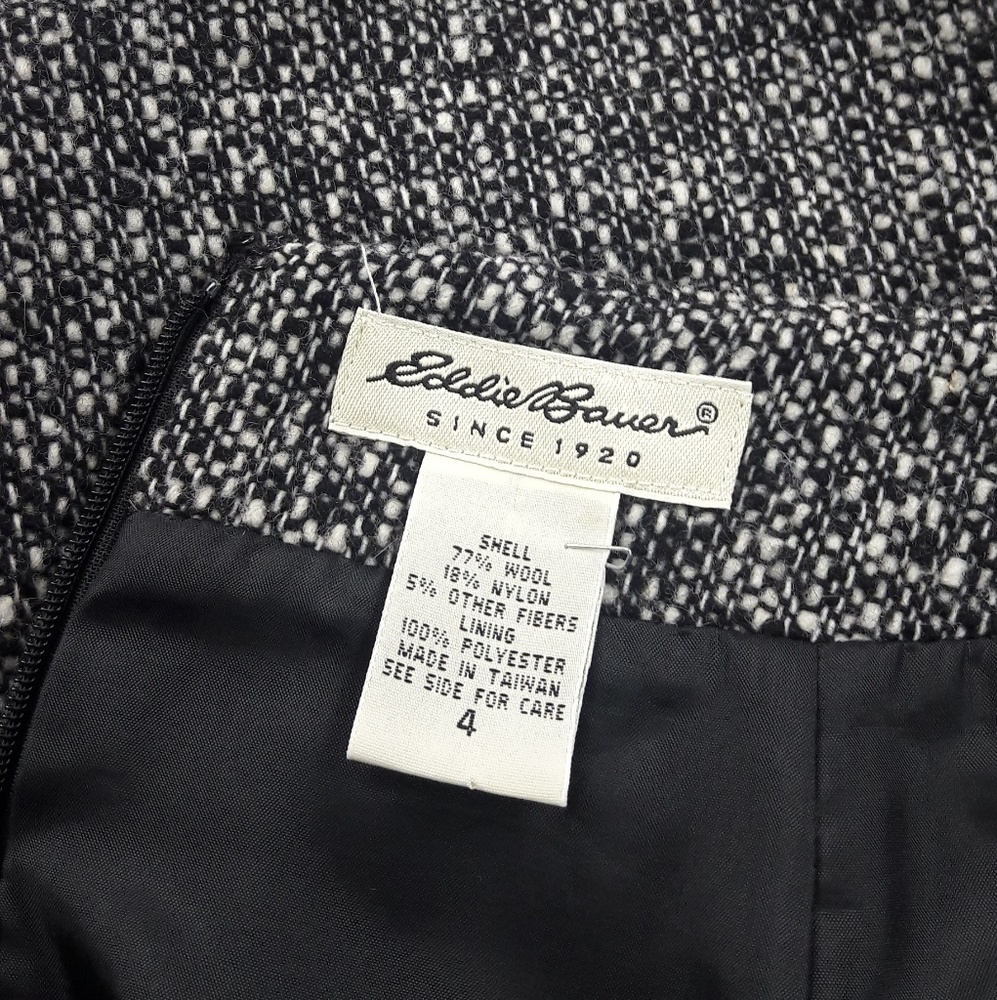 Eddie Bauer®
SINCE 1920
SHELL
77% WOOL
18% NYLON
5% OTHER FIBERS
LINING
100% POLYESTER
MADE IN TAIWAN
SEE SIDE FOR CARE
4